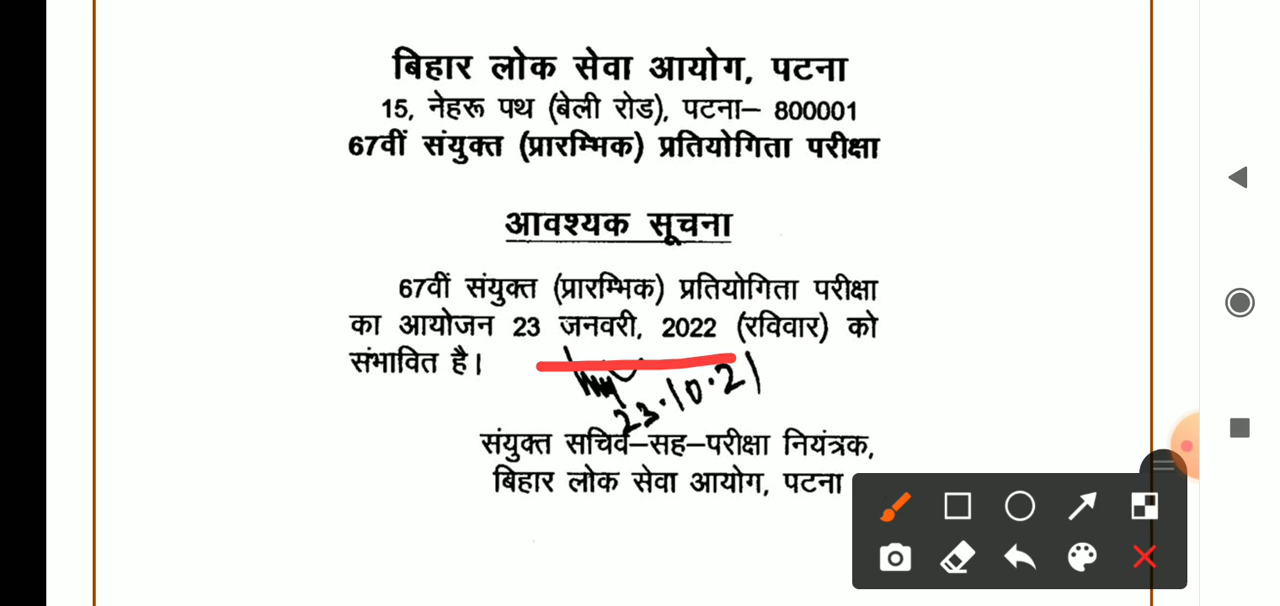 बिहार लोक सेवा आयोग, पटना
15, नेहरू पथ (बेली रोड), पटना– 800001
67वीं संयुक्त (प्रारम्भिक) प्रतियोगिता परीक्षा
आवश्यक सूचना
67वीं संयुक्त (प्रारम्भिक) प्रतियोगिता परीक्षा
का आयोजन 23 जनवरी, 2022 (रविवार) को
संभावित है।
23.10.21
संयुक्त सचिव–सह–परीक्षा नियंत्रक,
बिहार लोक सेवा आयोग, पटना